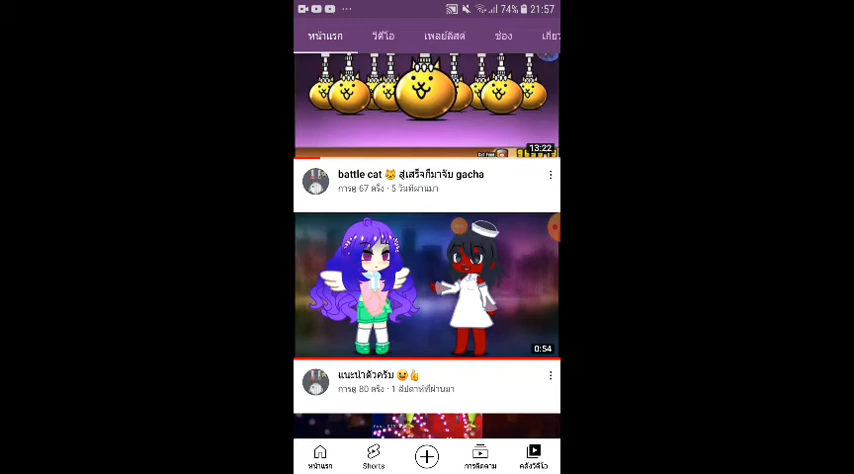 74% 21:57
หน้าแรก วิดีโอ เพลย์ลิสต์ ช่อง
13:22
battle cat 😼 สู่เสร็จก็มาจับ gacha
การดู 67 ครั้ง · 5 วันที่ผ่านมา
0:54
แนะนำตัวครับ 😆👍
การดู 80 ครั้ง · 1 สัปดาห์ที่ผ่านมา
หน้าแรก Shorts การติดตาม คลังวิดีโอ